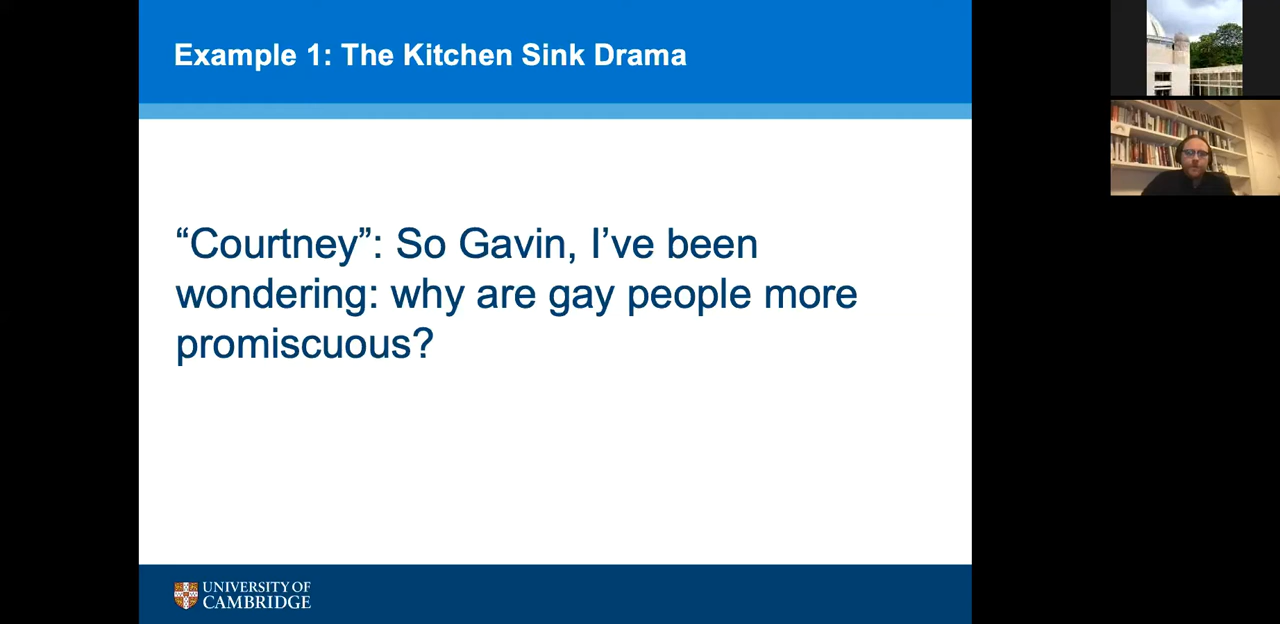 Example 1: The Kitchen Sink Drama
“Courtney”: So Gavin, I’ve been
wondering: why are gay people more
promiscuous?
UNIVERSITY OF
CAMBRIDGE